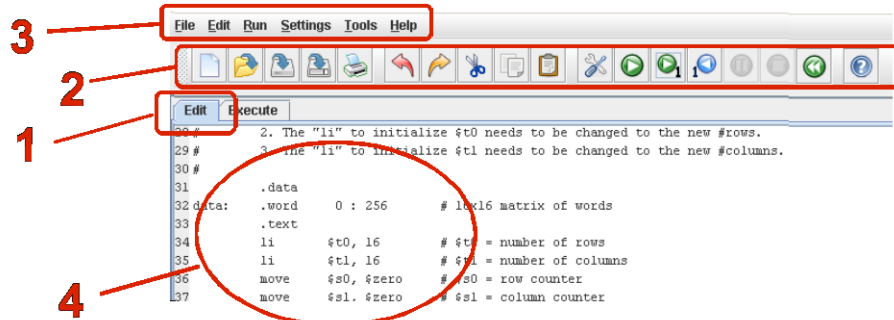 3
File Edit Run Settings Tools Help
2
1 1
1
Edit Execute
28 # 2. The "li" to initialize $t0 needs to be changed to the new #rows.
29 # 3. The "li" to initialize $t1 needs to be changed to the new #columns.
30 #
31 .data
32 data: .word 0 : 256 # 16x16 matrix of words
33 .text
34 li $t0, 16 # $t0 = number of rows
35 li $t1, 16 # $t1 = number of columns
36 move $s0, $zero # $s0 = row counter
37 move $s1, $zero # $s1 = column counter
4